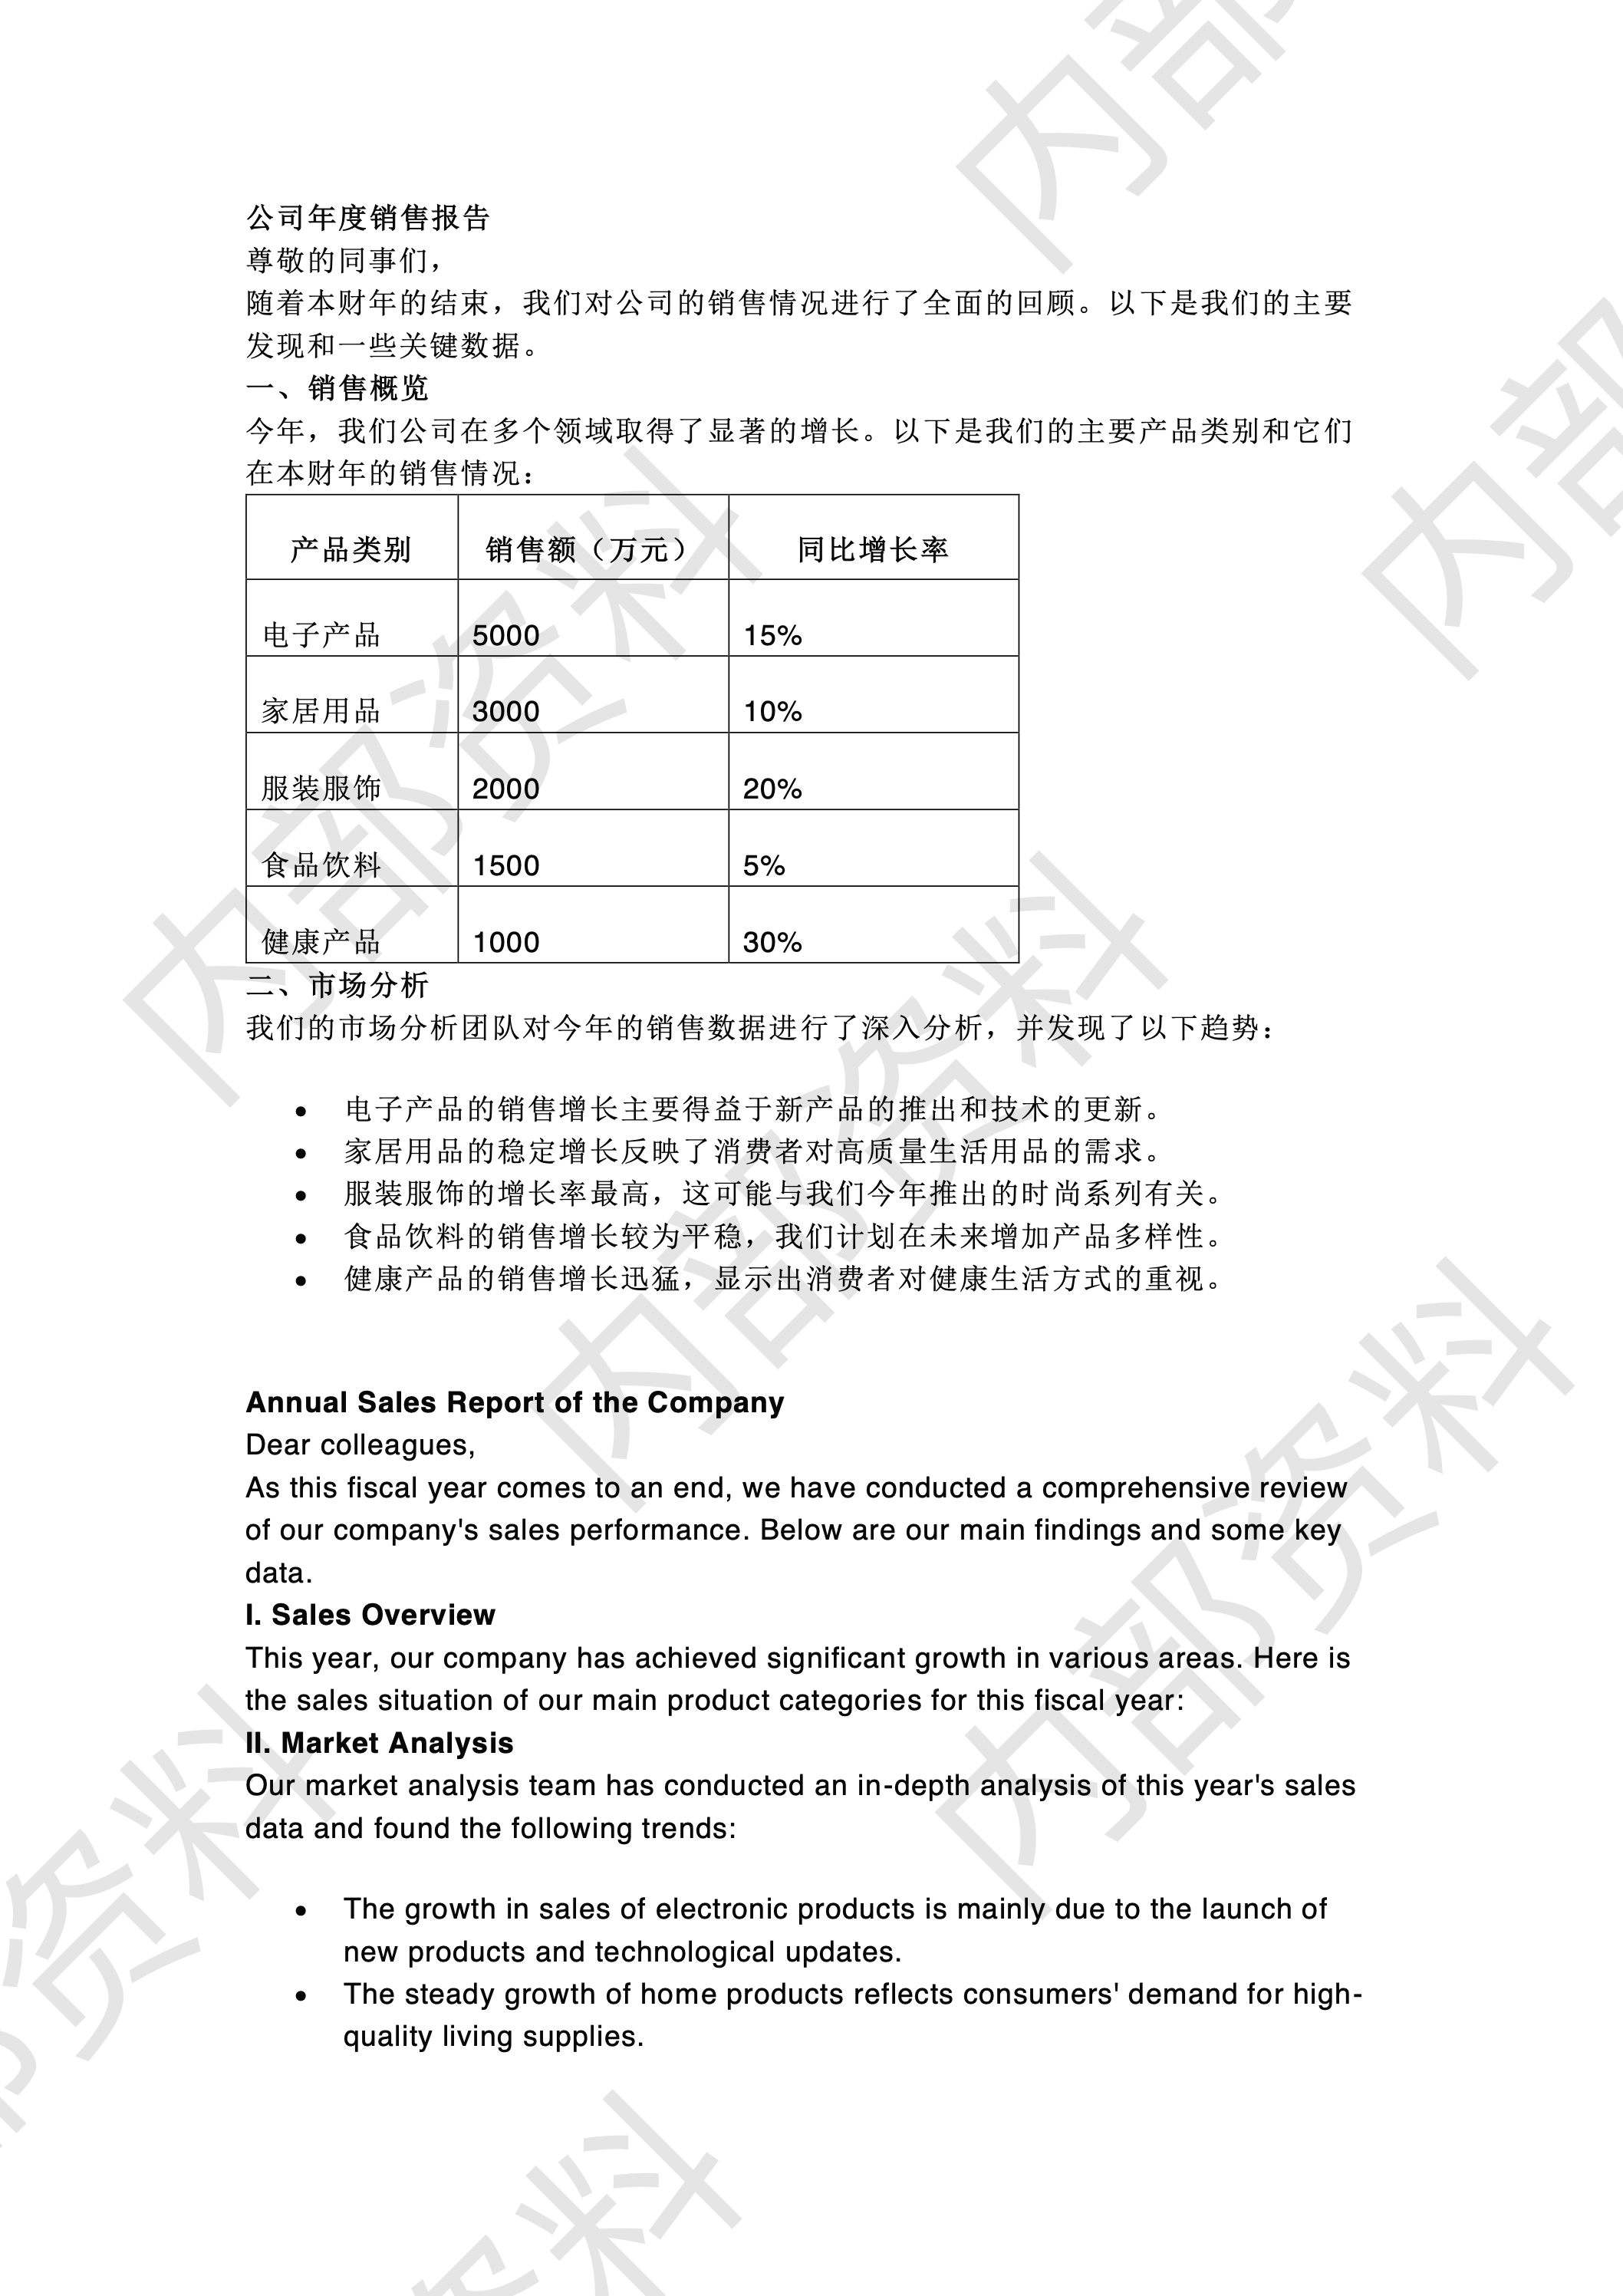 公司年度销售报告
尊敬的同事们，
随着本财年的结束，我们对公司的销售情况进行了全面的回顾。以下是我们的主要
发现和一些关键数据。
一、销售概览
今年，我们公司在多个领域取得了显著的增长。以下是我们的主要产品类别和它们
在本财年的销售情况：
产品类别 销售额（万元） 同比增长率
电子产品 5000 15%
家居用品 3000 10%
服装服饰 2000 20%
食品饮料 1500 5%
健康产品 1000 30%
二、市场分析
我们的市场分析团队对今年的销售数据进行了深入分析，并发现了以下趋势：
• 电子产品的销售增长主要得益于新产品的推出和技术的更新。
• 家居用品的稳定增长反映了消费者对高质量生活用品的需求。
• 服装服饰的增长率最高，这可能与我们今年推出的时尚系列有关。
• 食品饮料的销售增长较为平稳，我们计划在未来增加产品多样性。
• 健康产品的销售增长迅猛，显示出消费者对健康生活方式的重视。
Annual Sales Report of the Company
Dear colleagues,
As this fiscal year comes to an end, we have conducted a comprehensive review
of our company's sales performance. Below are our main findings and some key
data.
I. Sales Overview
This year, our company has achieved significant growth in various areas. Here is
the sales situation of our main product categories for this fiscal year:
II. Market Analysis
Our market analysis team has conducted an in-depth analysis of this year's sales
data and found the following trends:
• The growth in sales of electronic products is mainly due to the launch of
new products and technological updates.
• The steady growth of home products reflects consumers' demand for high-
quality living supplies.
内部
内部
内部资料
内部资料
内部资料
部资料
资料